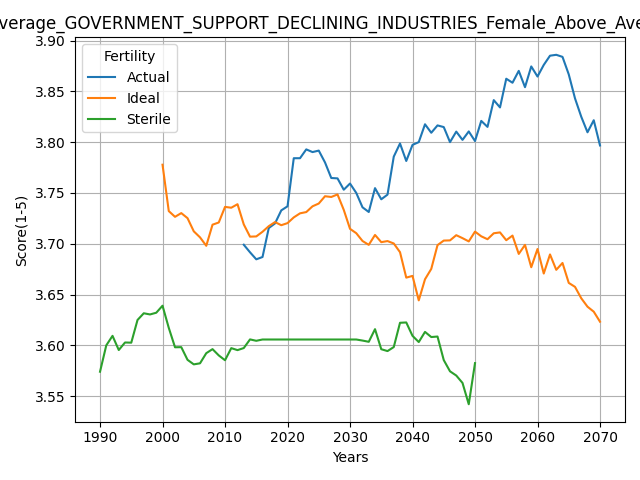 verage_GOVERNMENT_SUPPORT_DECLINING_INDUSTRIES_Female_Above_Ave
3.90
3.85
3.80
3.75
3.70
3.65
3.60
3.55
Score(1-5)
Fertility
Actual
Ideal
Sterile
1990 2000 2010 2020 2030 2040 2050 2060 2070
Years